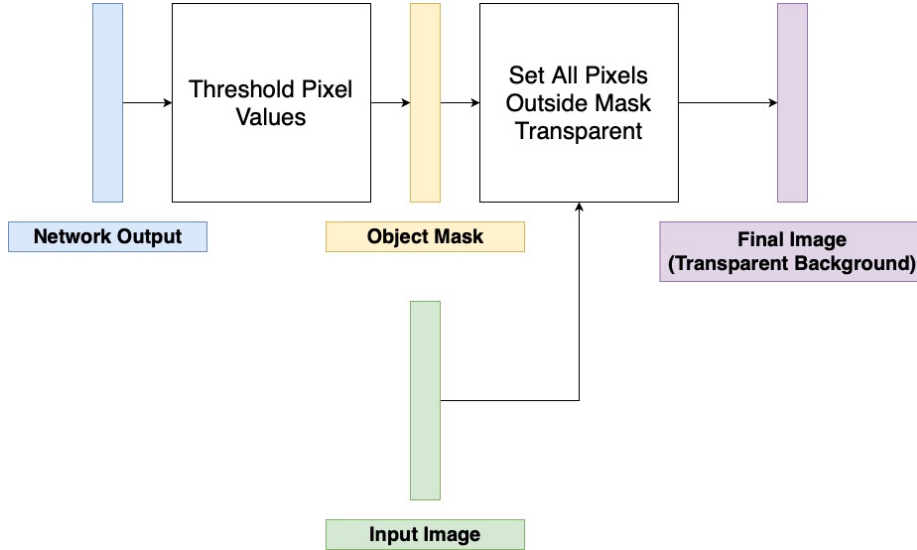 Threshold Pixel
Values
Set All Pixels
Outside Mask
Transparent
Network Output
Object Mask
Final Image
(Transparent Background)
Input Image